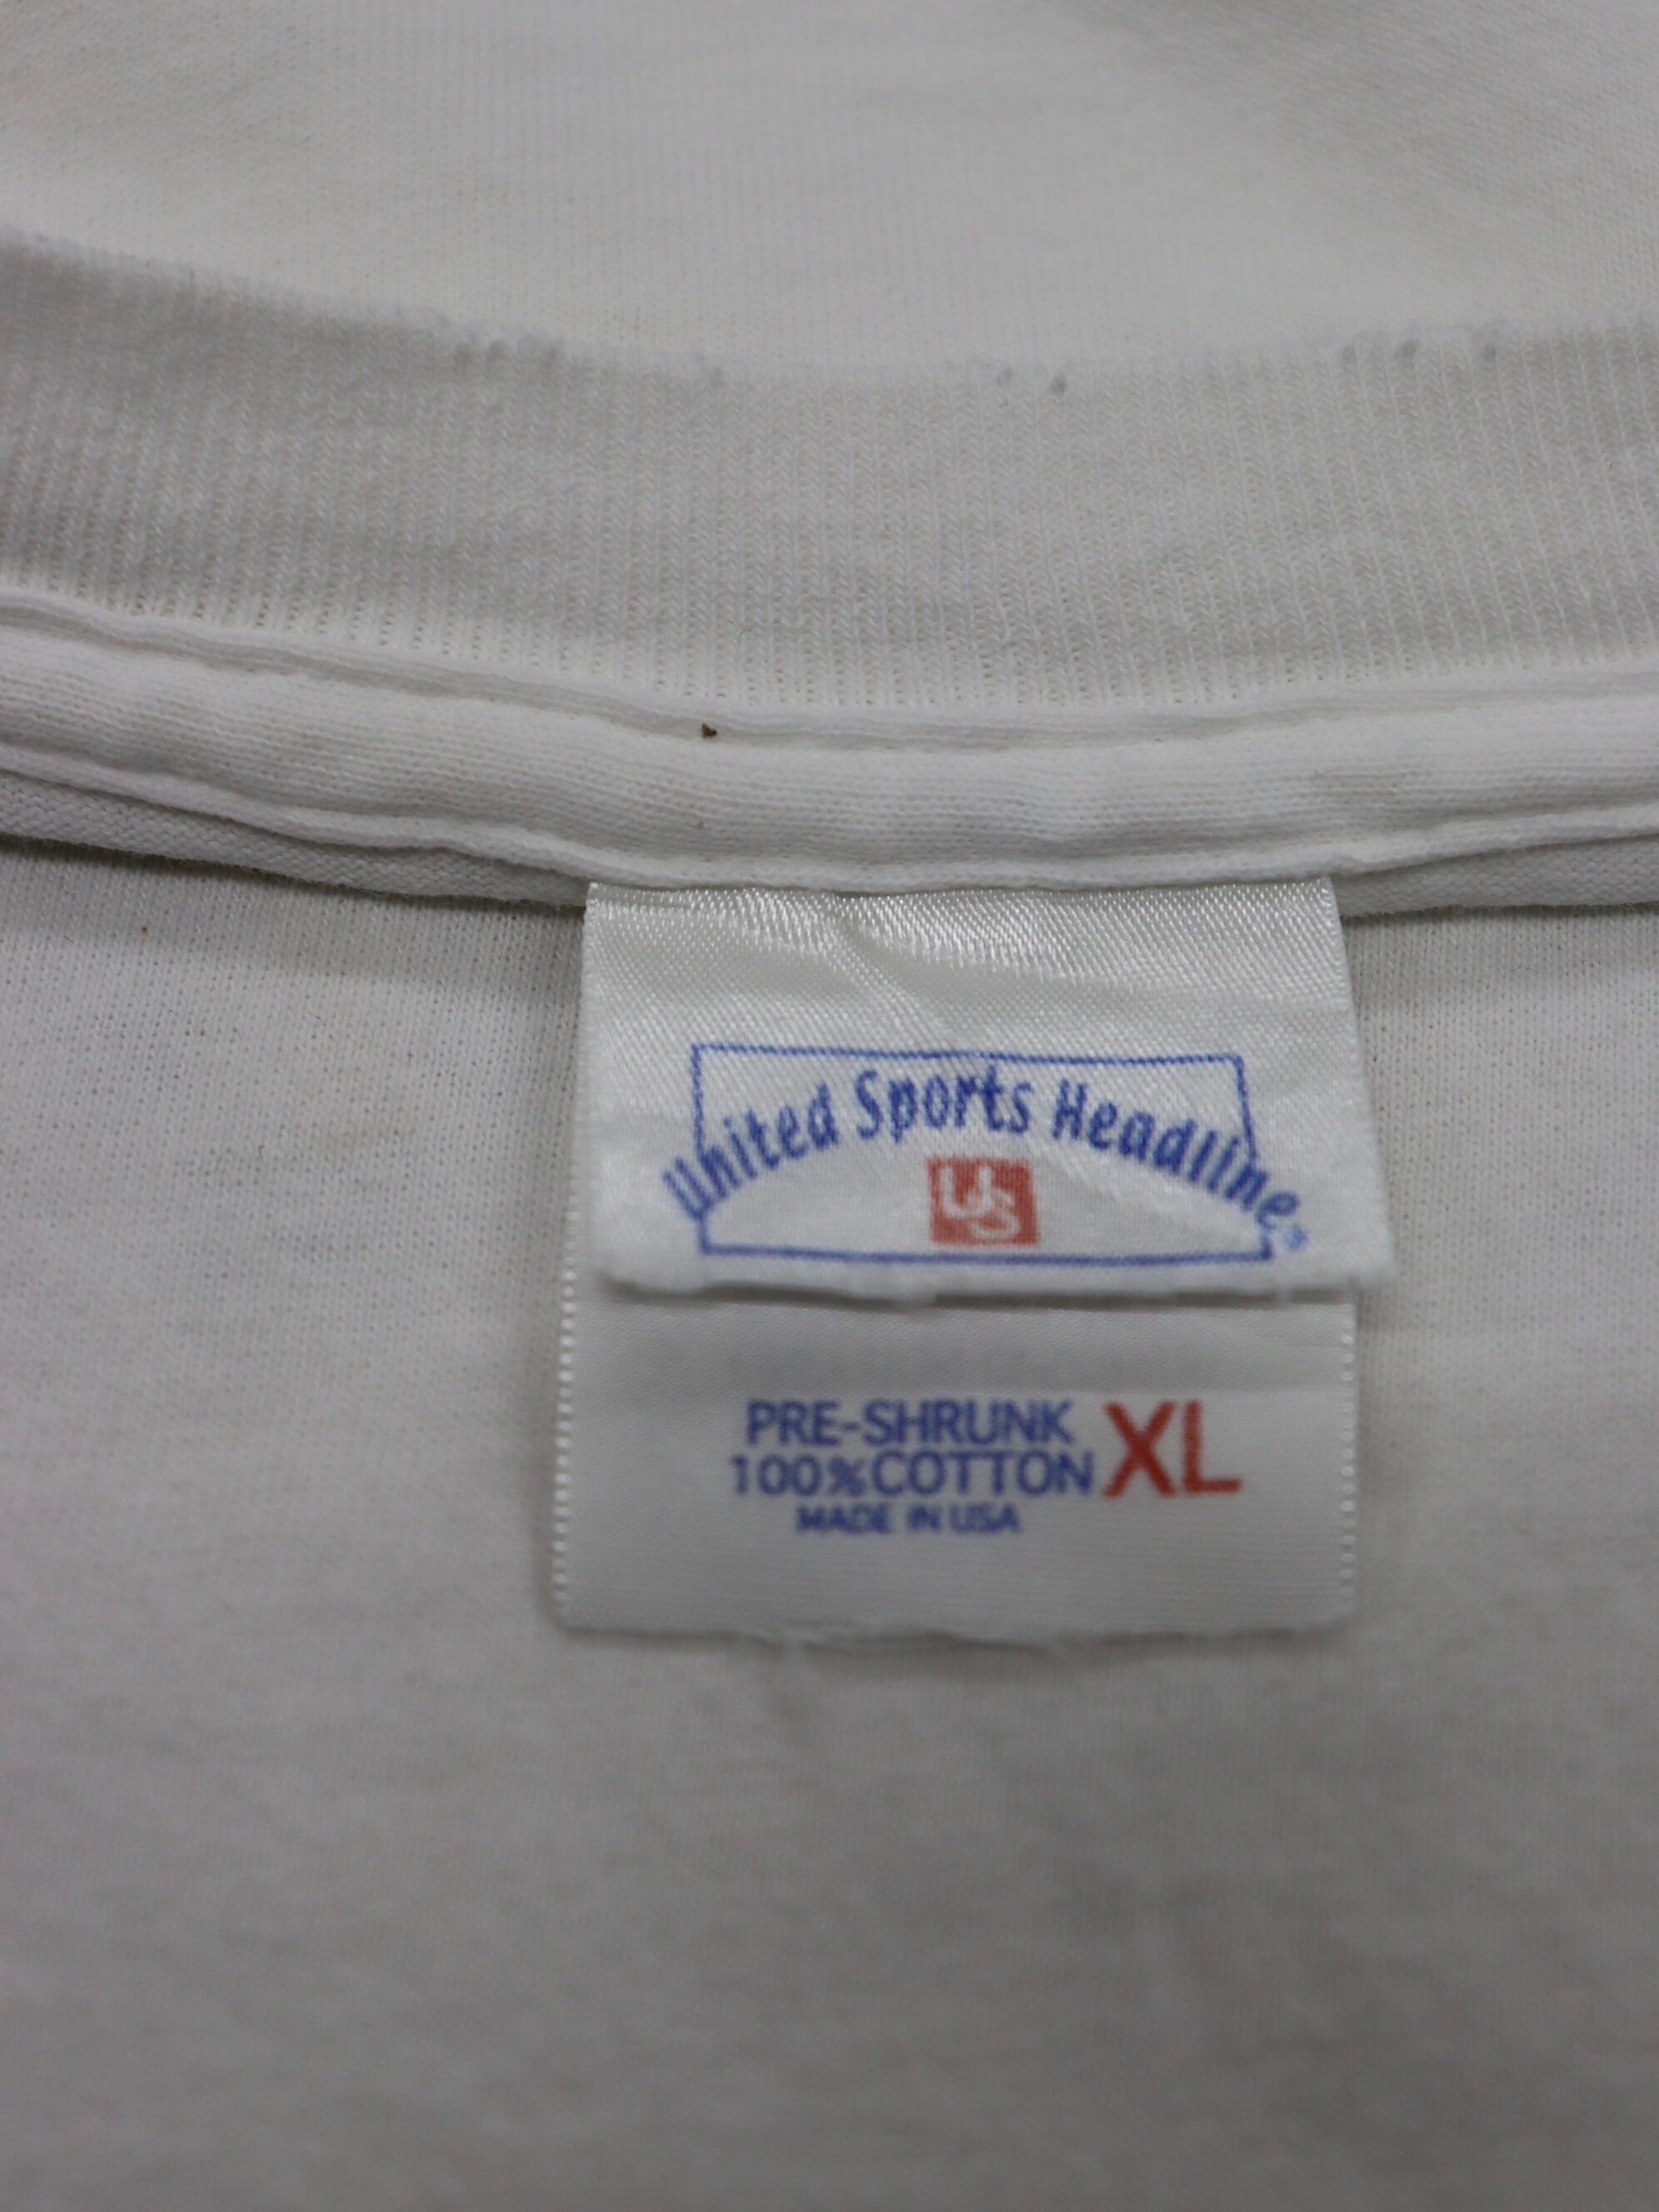 United Sports Headline®
US
PRE-SHRUNK
100%COTTON XL
MADE IN USA